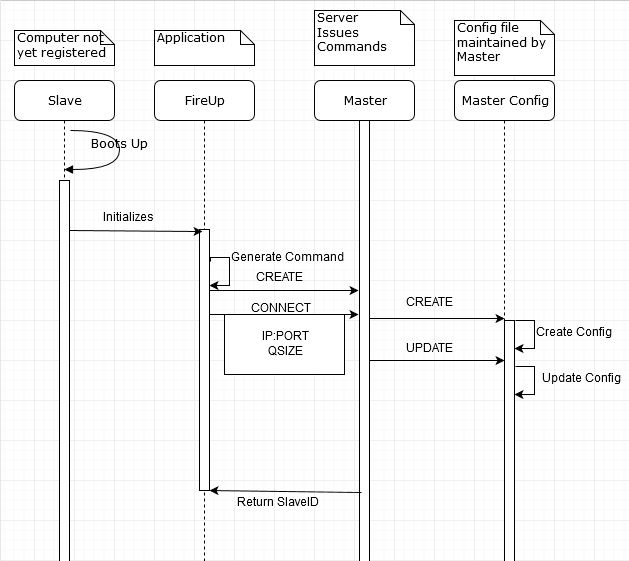 Computer not
yet registered
Application
Server
Issues
Commands
Config file
maintained by
Master
Slave
FireUp
Master
Master Config
Boots Up
Initializes
Generate Command
CREATE
CONNECT
IP:PORT
QSIZE
CREATE
Create Config
UPDATE
Update Config
Return SlaveID